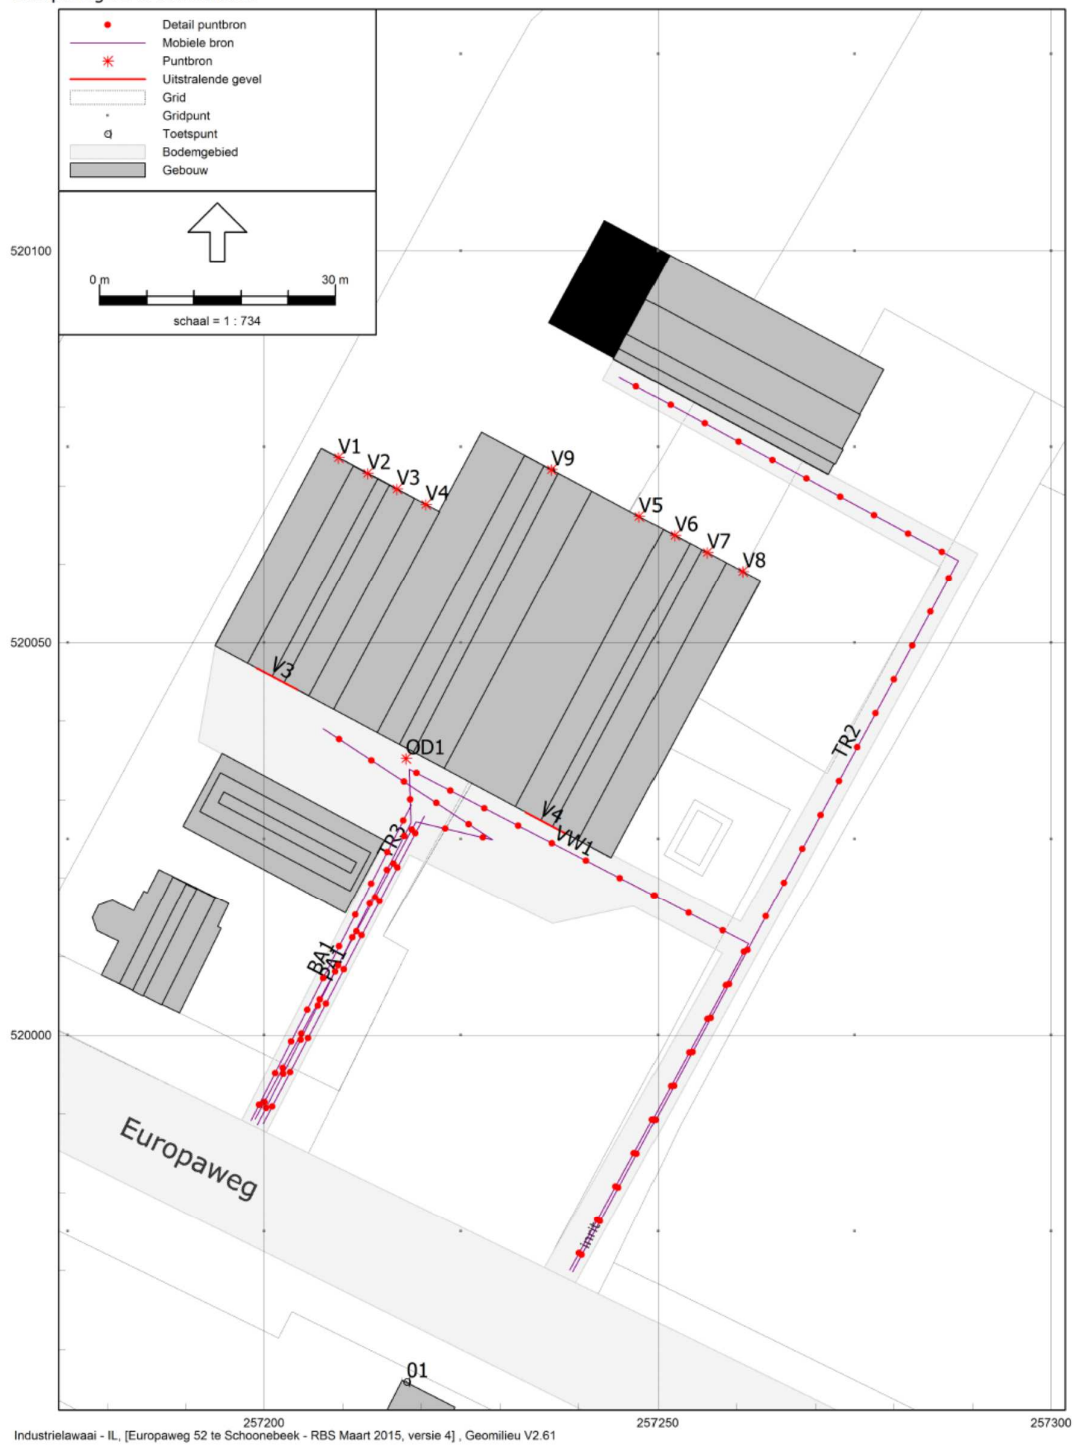 Detail puntbron
Mobiele bron
Puntbron
Uitstralende gevel
Grid
Gridpunt
Toetspunt
Bodemgebied
Gebouw
0 m
30 m
schaal = 1 : 734
520100
V1
V2
V3
V4
V9
V5
V6
V7
V8
520050
V3
OD1
TR2
V4
VW1
TR3
BA1
BA1
520000
Europaweg
inrit
01
257200
257250
257300
Industrielawaai - IL, [Europaweg 52 te Schoonebeek - RBS Maart 2015, versie 4] , Geomilieu V2.61